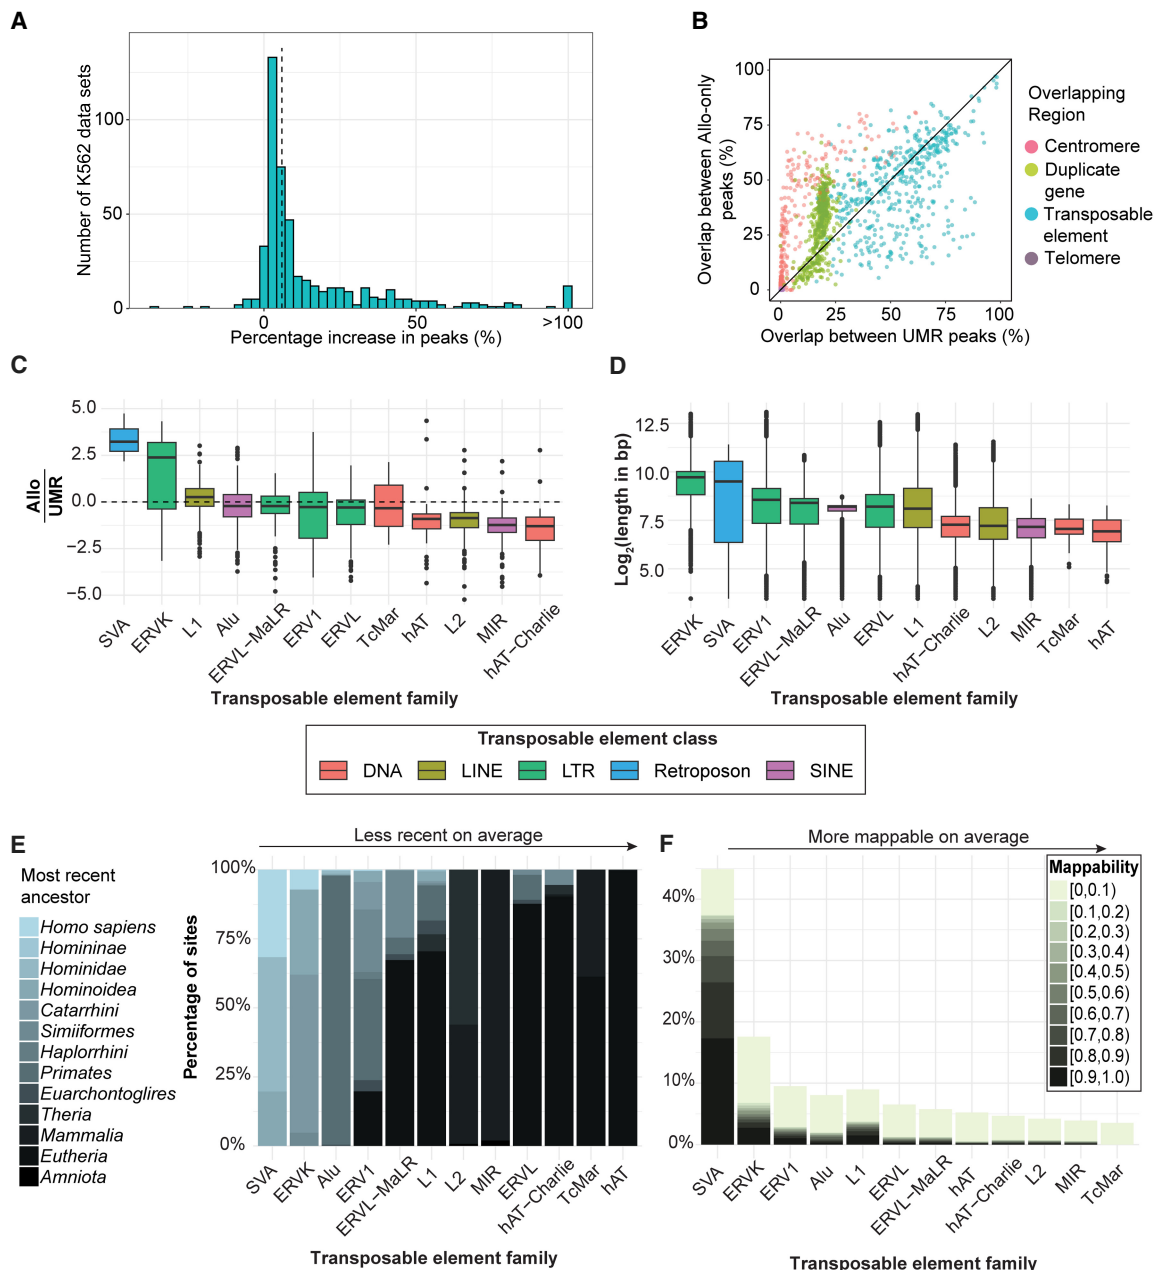 A
Number of K562 data sets
100
50
0
0
50
>100
Percentage increase in peaks (%)
B
Overlap between Allo-only
peaks (%)
100
75
50
25
0
0
25
50
75
100
Overlap between UMR peaks (%)
Overlapping
Region
Centromere
Duplicate
gene
Transposable
element
Telomere
C
Allo
UMR
5.0
2.5
0.0
−2.5
−5.0
SVA
ERVK
L1
Alu
ERVL−MaLR
ERV1
ERVL
TcMar
hAT
L2
MIR
hAT−Charlie
Transposable element family
D
Log2(length in bp)
12.5
10.0
7.5
5.0
ERVK
SVA
ERV1
ERVL−MaLR
Alu
ERVL
L1
hAT−Charlie
L2
MIR
TcMar
hAT
Transposable element family
Transposable element class
DNA
LINE
LTR
Retroposon
SINE
E
Less recent on average
Most recent
ancestor
Homo sapiens
Homininae
Hominidae
Hominoidea
Catarrhini
Simiiformes
Haplorrhini
Primates
Euarchontoglires
Theria
Mammalia
Eutheria
Amniota
Percentage of sites
100%
75%
50%
25%
0%
SVA
ERVK
Alu
ERV1
ERVL−MaLR
L1
L2
MIR
ERVL
hAT−Charlie
TcMar
hAT
Transposable element family
F
More mappable on average
40%
30%
20%
10%
0%
Mappability
[0,0.1)
[0.1,0.2)
[0.2,0.3)
[0.3,0.4)
[0.4,0.5)
[0.5,0.6)
[0.6,0.7)
[0.7,0.8)
[0.8,0.9)
[0.9,1.0)
SVA
ERVK
ERV1
Alu
L1
ERVL
ERVL−MaLR
hAT
hAT−Charlie
L2
MIR
TcMar
Transposable element family